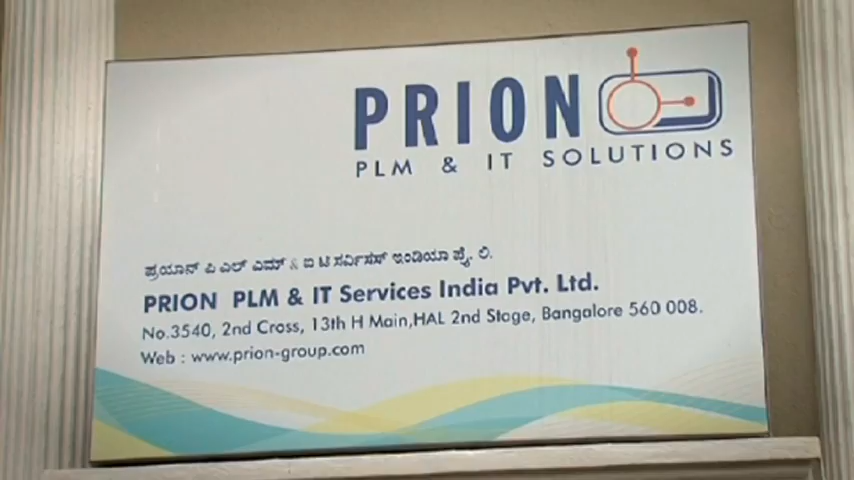 PRION
PLM & IT SOLUTIONS
ಪ್ರಯಾನ್ ಪಿ ಎಲ್ ಎಮ್ & ಐ ಟಿ ಸರ್ವಿಸಸ್ ಇಂಡಿಯಾ ಪ್ರೈ. ಲಿ.
PRION PLM & IT Services India Pvt. Ltd.
No.3540, 2nd Cross, 13th H Main,HAL 2nd Stage, Bangalore 560 008.
Web : www.prion-group.com